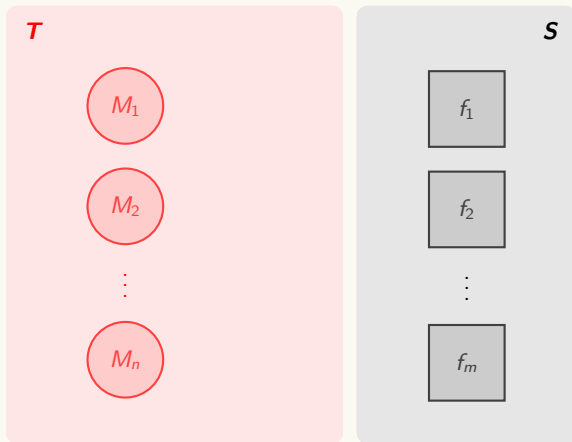 T
S
M₁
f₁
M₂
f₂
⋮
⋮
Mₙ
fₘ